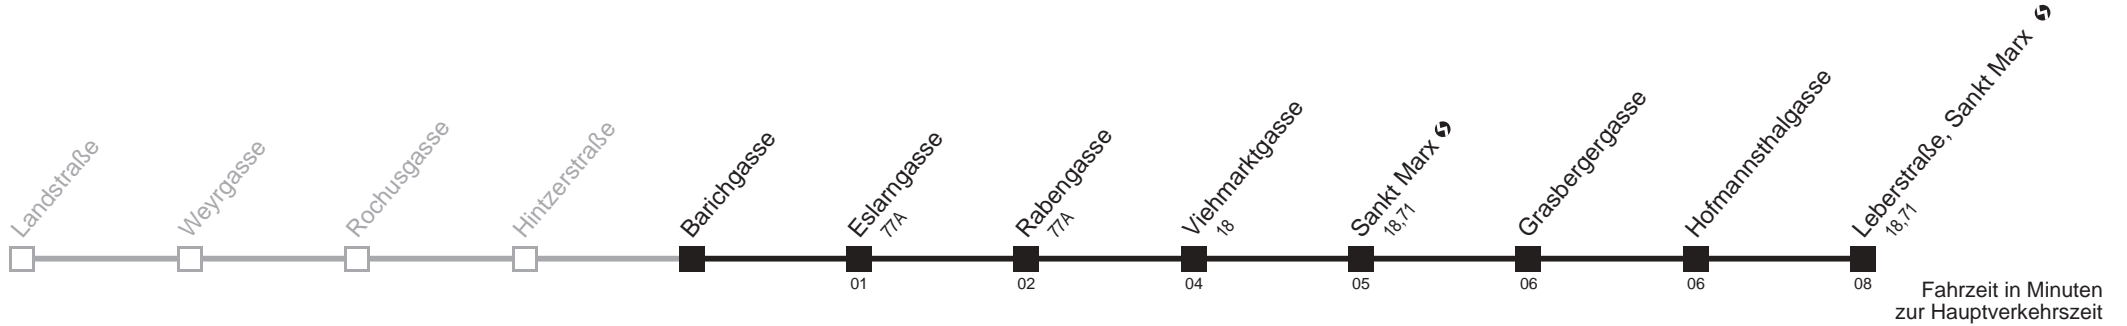 Landstraße
Weyrgasse
Rochusgasse
Hintzerstraße
Barichgasse
Eslarngasse
77A
01
Rabengasse
77A
02
Viehmarktgasse
18
04
Sankt Marx
18,71
05
Grasbergergasse
06
Hofmannsthalgasse
06
Leberstraße, Sankt Marx
18,71
08
Fahrzeit in Minuten
zur Hauptverkehrszeit